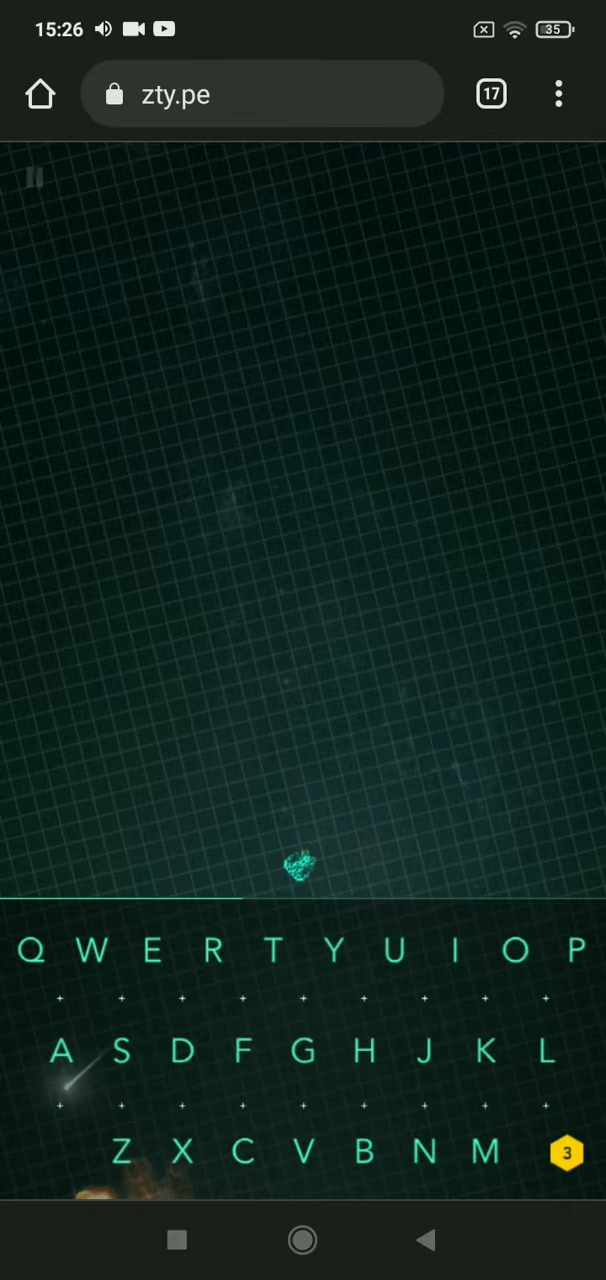 15:26
35
zty.pe
17
Q W E R T Y U I O P
A S D F G H J K L
Z X C V B N M
3